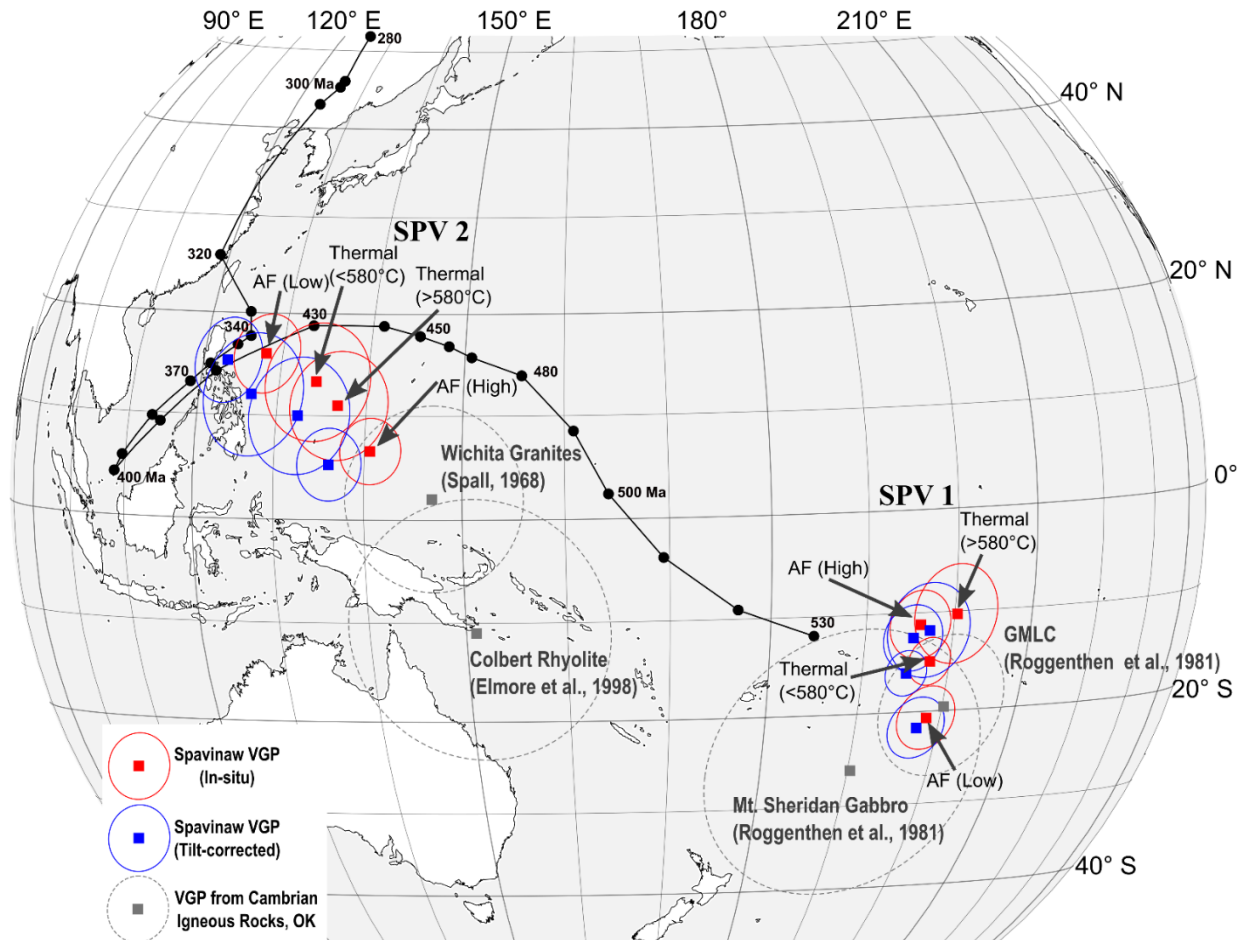 90° E 120° E 150° E 180° 210° E
280
40° N
300 Ma
SPV 2
320
Thermal
(<580°C)
AF (Low)
Thermal
(>580°C)
20° N
340
430
450
370
480
AF (High)
Wichita Granites
(Spall, 1968)
400 Ma
0°
500 Ma
SPV 1
Thermal
(>580°C)
AF (High)
530
GMLC
(Roggenthen et al., 1981)
Colbert Rhyolite
(Elmore et al., 1998)
Thermal
(<580°C)
20° S
AF (Low)
Mt. Sheridan Gabbro
(Roggenthen et al., 1981)
40° S
Spavinaw VGP
(In-situ)
Spavinaw VGP
(Tilt-corrected)
VGP from Cambrian
Igneous Rocks, OK